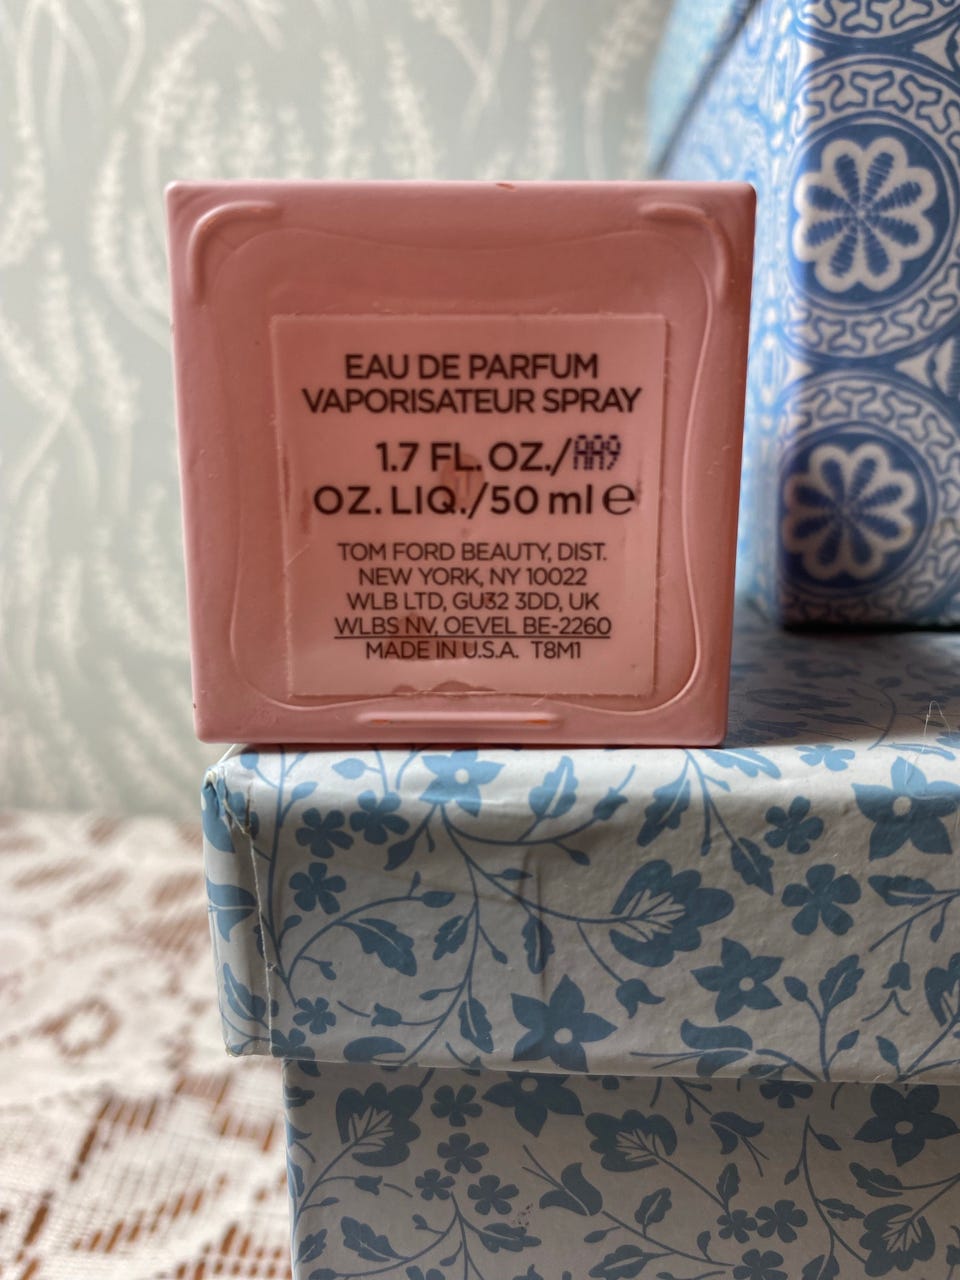 EAU DE PARFUM
VAPORISATEUR SPRAY
1.7 FL. OZ./AA9
OZ. LIQ./50 ml e
TOM FORD BEAUTY, DIST.
NEW YORK, NY 10022
WLB LTD, GU32 3DD, UK
WLBS NV, OEVEL BE-2260
MADE IN U.S.A. T8M1